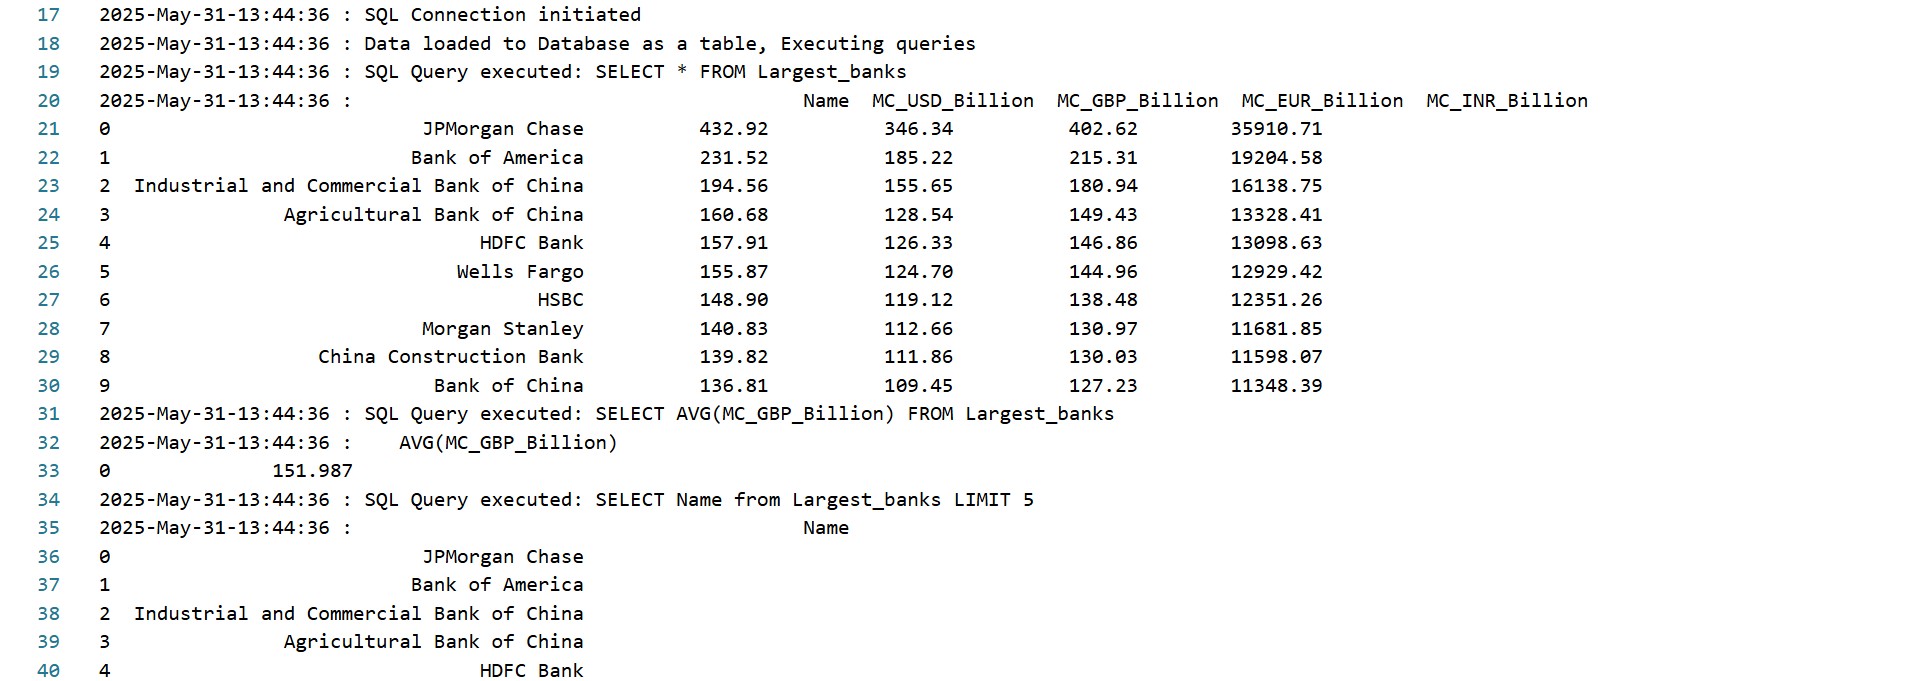 17 2025-May-31-13:44:36 : SQL Connection initiated
18 2025-May-31-13:44:36 : Data loaded to Database as a table, Executing queries
19 2025-May-31-13:44:36 : SQL Query executed: SELECT * FROM Largest_banks
20 2025-May-31-13:44:36 : Name MC_USD_Billion MC_GBP_Billion MC_EUR_Billion MC_INR_Billion
21 0 JPMorgan Chase 432.92 346.34 402.62 35910.71
22 1 Bank of America 231.52 185.22 215.31 19204.58
23 2 Industrial and Commercial Bank of China 194.56 155.65 180.94 16138.75
24 3 Agricultural Bank of China 160.68 128.54 149.43 13328.41
25 4 HDFC Bank 157.91 126.33 146.86 13098.63
26 5 Wells Fargo 155.87 124.70 144.96 12929.42
27 6 HSBC 148.90 119.12 138.48 12351.26
28 7 Morgan Stanley 140.83 112.66 130.97 11681.85
29 8 China Construction Bank 139.82 111.86 130.03 11598.07
30 9 Bank of China 136.81 109.45 127.23 11348.39
31 2025-May-31-13:44:36 : SQL Query executed: SELECT AVG(MC_GBP_Billion) FROM Largest_banks
32 2025-May-31-13:44:36 : AVG(MC_GBP_Billion)
33 0 151.987
34 2025-May-31-13:44:36 : SQL Query executed: SELECT Name from Largest_banks LIMIT 5
35 2025-May-31-13:44:36 : Name
36 0 JPMorgan Chase
37 1 Bank of America
38 2 Industrial and Commercial Bank of China
39 3 Agricultural Bank of China
40 4 HDFC Bank